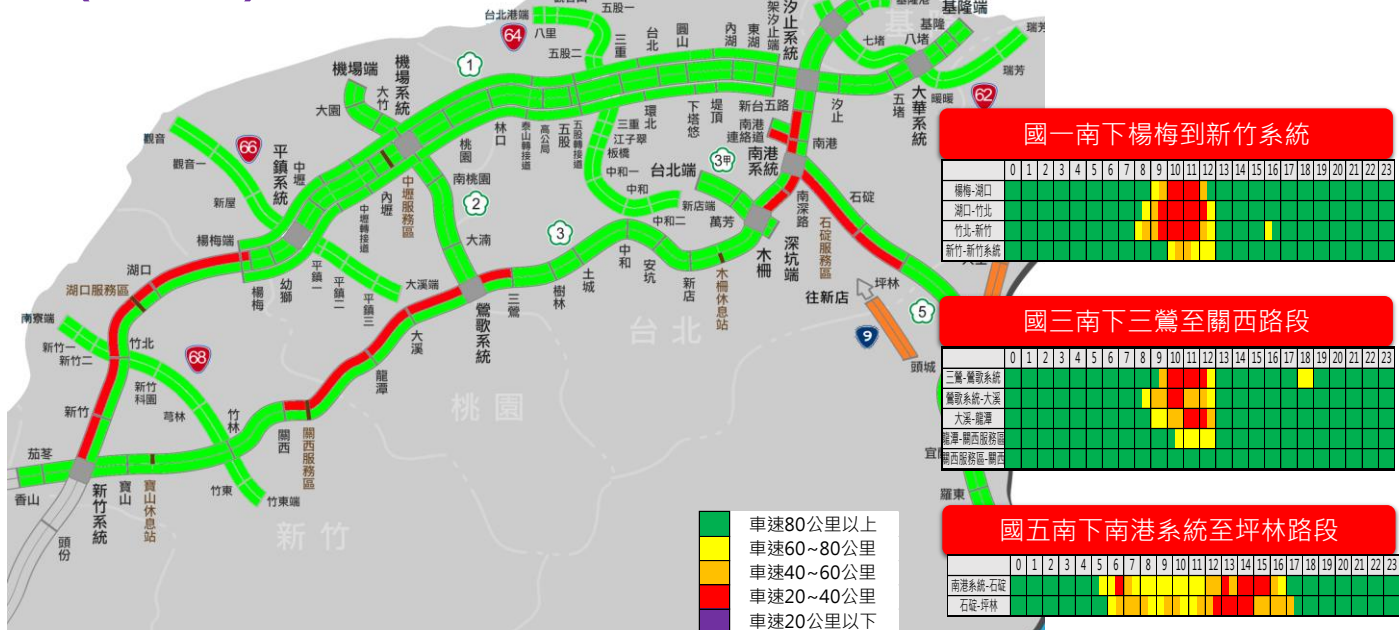 台北港端
八里
五股一
64
五股二
三重
台北
圓山
內湖
東湖
汐止端
汐止系統
基隆
基隆端
七堵
八堵
瑞芳
瑞芳
暖暖
62
大華系統
五堵
汐止
1
機場端
機場系統
大竹
大園
桃園
林口
泰山轉接道
高公局
五股
五股轉接道
環北
下塔悠
堤頂
新台五路
南港
連絡道
南港
南港系統
三重
江子翠
板橋
中和一
中和
中和二
新店端
台北端
3甲
萬芳
木柵
深坑端
南深路
石碇
石碇服務區
坪林
往新店
9
5
頭城
羅東
觀音
觀音一
66
新屋
平鎮系統
中壢
內壢
中壢轉接道
中壢服務區
南桃園
2
大湳
3
平鎮一
平鎮二
平鎮三
大溪端
楊梅端
楊梅
幼獅
湖口
湖口服務區
南寮端
新竹一
新竹二
竹北
68
新竹
科園
芎林
竹林
竹東
竹東端
新竹
茄苳
香山
頭份
新竹系統
寶山
寶山休息站
關西
關西服務區
龍潭
大溪
鶯歌系統
三鶯
樹林
土城
中和
安坑
新店
木柵休息站
台北
桃園
新竹
車速80公里以上
車速60~80公里
車速40~60公里
車速20~40公里
車速20公里以下
國一南下楊梅到新竹系統
0 1 2 3 4 5 6 7 8 9 10 11 12 13 14 15 16 17 18 19 20 21 22 23
楊梅-湖口
湖口-竹北
竹北-新竹
新竹-新竹系統
國三南下三鶯至關西路段
0 1 2 3 4 5 6 7 8 9 10 11 12 13 14 15 16 17 18 19 20 21 22 23
三鶯-鶯歌系統
鶯歌系統-大溪
大溪-龍潭
龍潭-關西服務區
關西服務區-關西
國五南下南港系統至坪林路段
0 1 2 3 4 5 6 7 8 9 10 11 12 13 14 15 16 17 18 19 20 21 22 23
南港系統-石碇
石碇-坪林